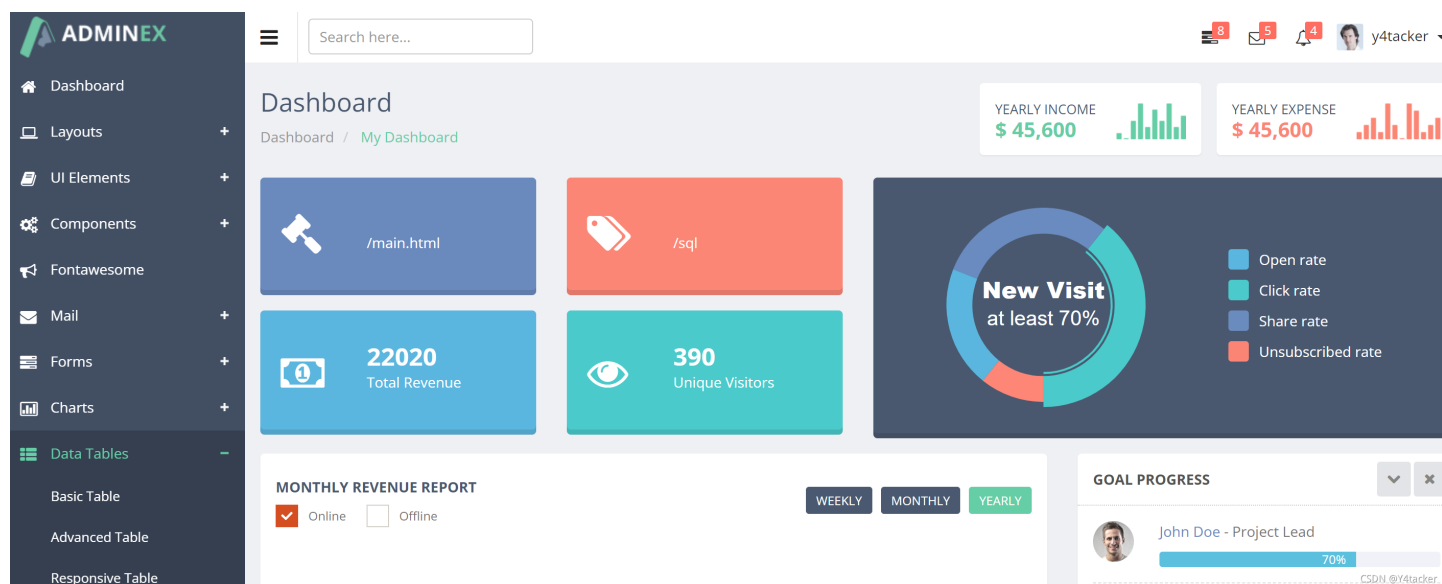 ADMINEX
Search here...
8
5
4
y4tacker
Dashboard
Layouts +
UI Elements +
Components +
Fontawesome
Mail +
Forms +
Charts +
Data Tables −
Basic Table
Advanced Table
Responsive Table
Dashboard
Dashboard / My Dashboard
YEARLY INCOME
$ 45,600
YEARLY EXPENSE
$ 45,600
/main.html
/sql
1
22020
Total Revenue
390
Unique Visitors
New Visit
at least 70%
Open rate
Click rate
Share rate
Unsubscribed rate
MONTHLY REVENUE REPORT
Online
Offline
WEEKLY
MONTHLY
YEARLY
GOAL PROGRESS
John Doe - Project Lead
70%
CSDN @Y4tacker